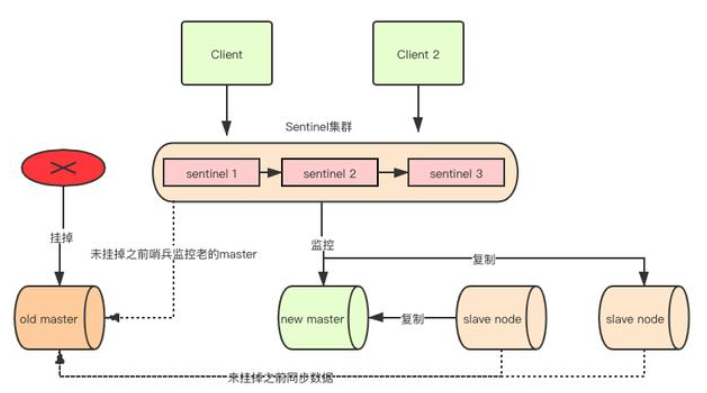 Client
Client 2
Sentinel集群
sentinel 1
sentinel 2
sentinel 3
挂掉
未挂掉之前哨兵监控老的master
监控
复制
old master
new master
复制
slave node
slave node
未挂掉之前同步数据